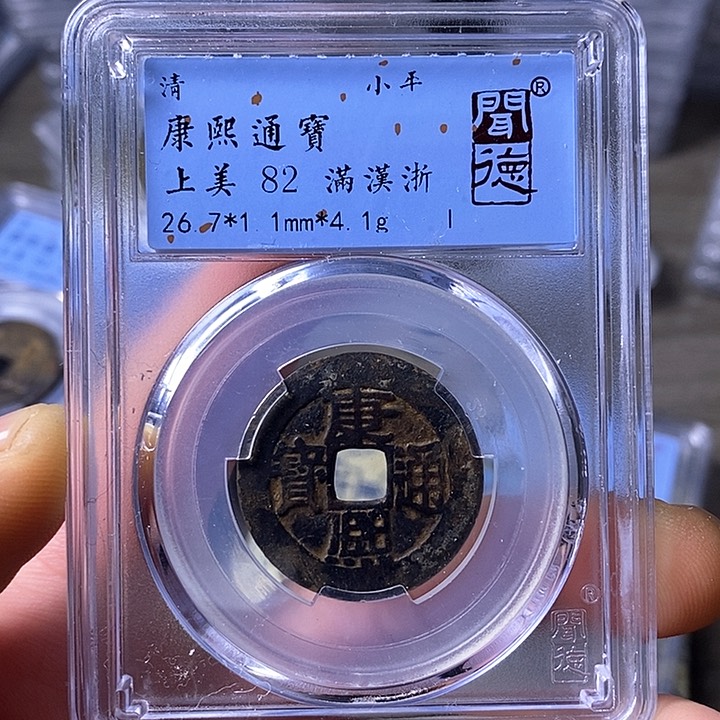 清 小平
康熙通寶
上美 82 滿漢浙
26.7*1.1mm*4.1g
聞德®
康熙通寶
聞德®